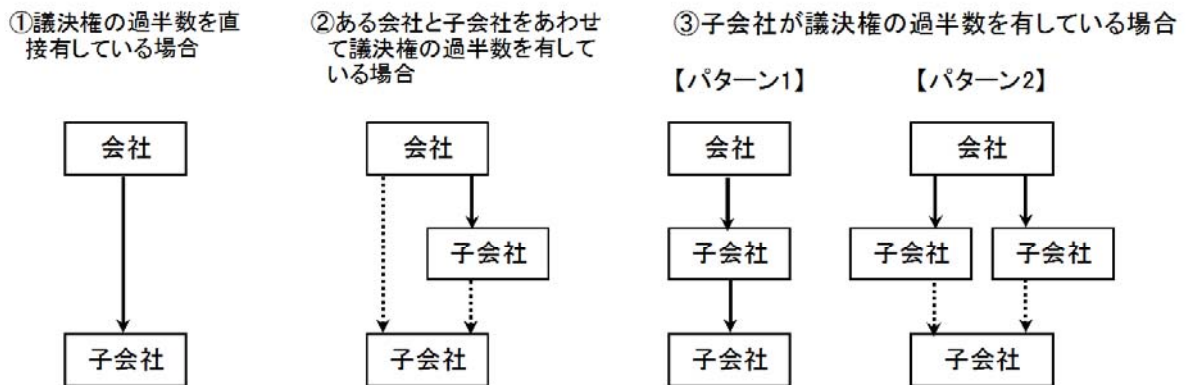 ①議決権の過半数を直
接有している場合
②ある会社と子会社をあわせ
て議決権の過半数を有して
いる場合
③子会社が議決権の過半数を有している場合
【パターン1】
【パターン2】
会社
会社
会社
会社
子会社
子会社
子会社
子会社
子会社
子会社
子会社
子会社